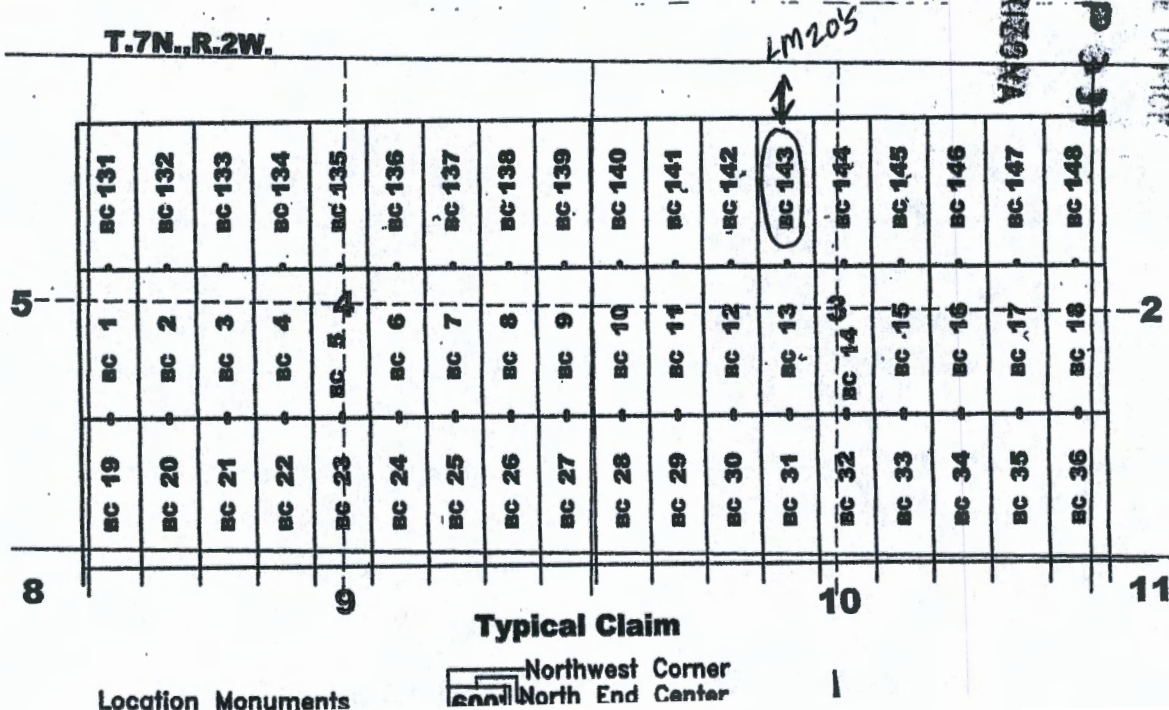 LM 20's
T.7N.,R.2W.
BC 131 BC 132 BC 133 BC 134 BC 135 BC 136 BC 137 BC 138 BC 139 BC 140 BC 141 BC 142 BC 143 BC 144 BC 145 BC 146 BC 147 BC 148
5 4 3 2
BC 1 BC 2 BC 3 BC 4 BC 5 BC 6 BC 7 BC 8 BC 9 BC 10 BC 11 BC 12 BC 13 BC 14 BC 15 BC 16 BC 17 BC 18
BC 19 BC 20 BC 21 BC 22 BC 23 BC 24 BC 25 BC 26 BC 27 BC 28 BC 29 BC 30 BC 31 BC 32 BC 33 BC 34 BC 35 BC 36
8 9 10 11
Typical Claim
Northwest Corner
Location Monuments
600'
North End Center